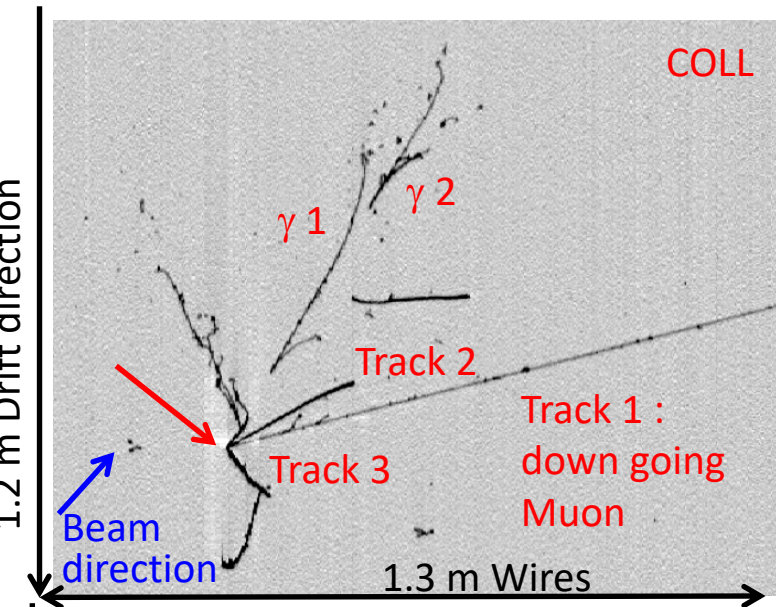 COLL
γ 2
γ 1
1.2 m Drift direction
Track 2
Track 1 :
down going
Muon
Track 3
Beam
direction
1.3 m Wires